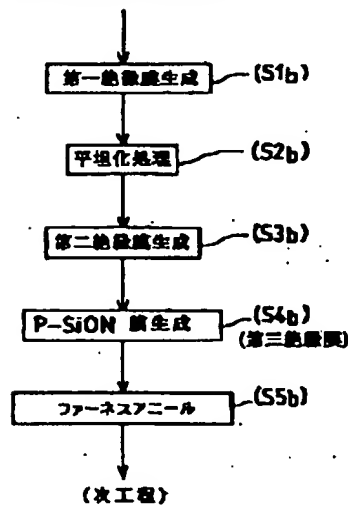 第一絶縁膜生成 (S1b)
平坦化処理 (S2b)
第二絶縁膜生成 (S3b)
P-SiON 膜生成 (S4b)
(第三絶縁膜)
ファーネスアニール (S5b)
(次工程)